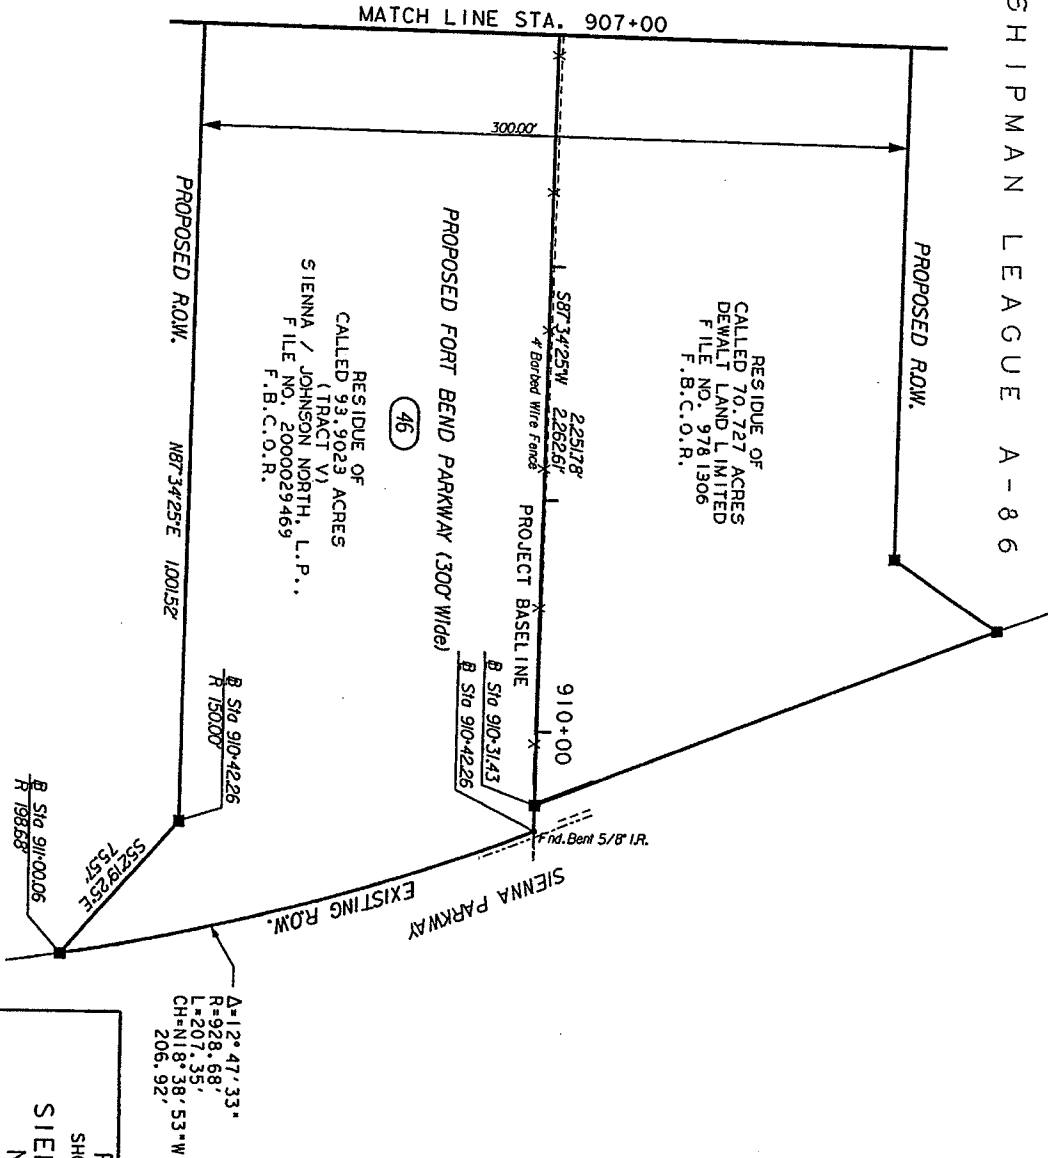 SHIPMAN LEAGUE A-86
MATCH LINE STA. 907+00
300.00'
PROPOSED R.O.W.
RESIDUE OF
CALLED 70.727 ACRES
DEWALT LAND LIMITED
FILE NO. 9781306
F.B.C.O.R.
2,251.78'
S87°34'25"W 2,262.61'
4' Barbed Wire Fence
PROJECT BASELINE
910+00
PROPOSED FORT BEND PARKWAY (300' Wide)
46
RESIDUE OF
CALLED 93.9023 ACRES
(TRACT V)
SIENNA / JOHNSON NORTH, L.P.,
FILE NO. 2000029469
F.B.C.O.R.
PROPOSED R.O.W.
N87°34'25"E 1,001.52'
B Sta 910+31.43
B Sta 910+42.26
B Sta 910+42.26
R 150.00'
B Sta 911+00.06
R 198.68'
S52°19'25"E
75.57'
Fnd. Bent 5/8" I.R.
SIENNA PARKWAY
EXISTING R.O.W.
Δ=12°47'33"
R=928.68'
L=207.35'
CH=N18°38'53"W
206.92'